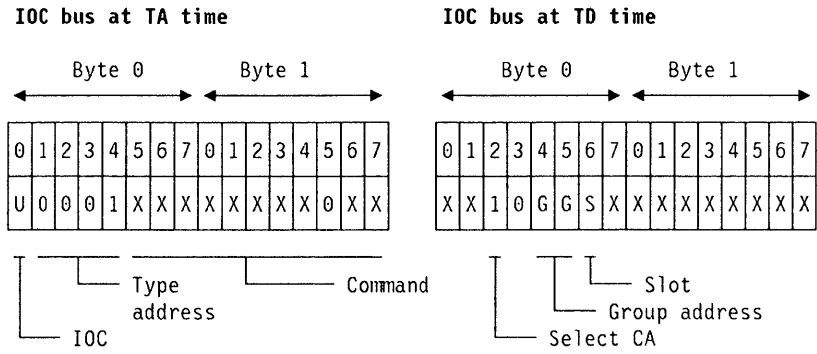 IOC bus at TA time IOC bus at TD time
Byte 0 Byte 1 Byte 0 Byte 1
0 1 2 3 4 5 6 7 0 1 2 3 4 5 6 7 0 1 2 3 4 5 6 7 0 1 2 3 4 5 6 7
U 0 0 0 1 X X X X X X X X 0 X X X X 1 0 G G S X X X X X X X X X
Type Command Slot
address Group address
IOC Select CA